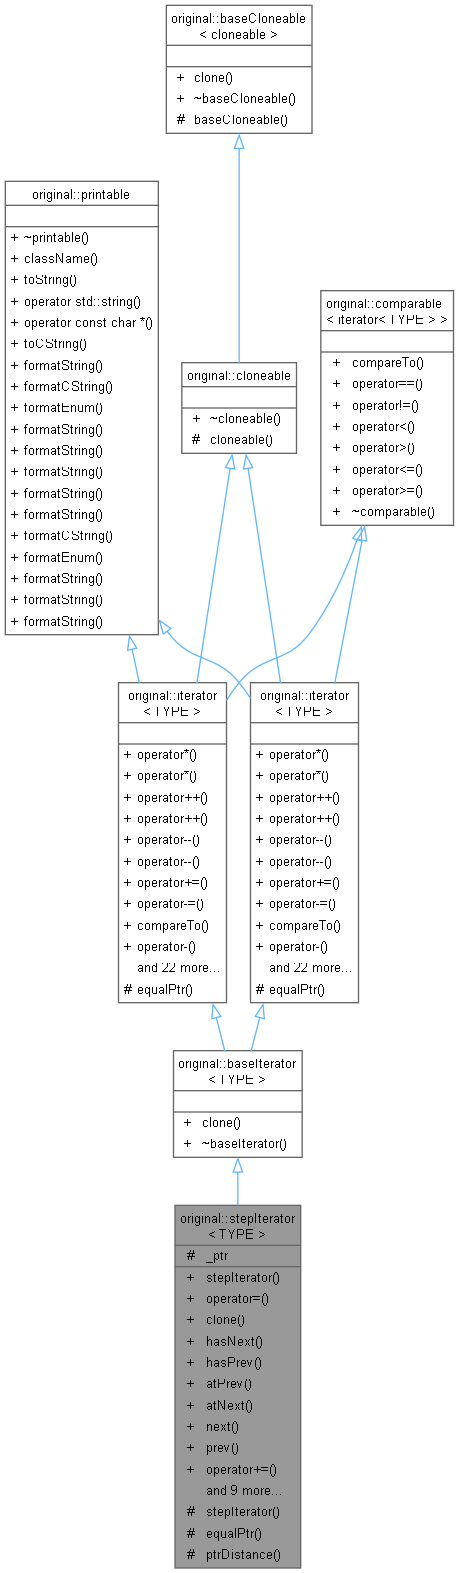 original::baseCloneable
< cloneable >
+ clone()
+ ~baseCloneable()
# baseCloneable()
original::printable
+ ~printable()
+ className()
+ toString()
+ operator std::string()
+ operator const char *()
+ toCString()
+ formatString()
+ formatCString()
+ formatEnum()
+ formatString()
+ formatString()
+ formatString()
+ formatString()
+ formatString()
+ formatCString()
+ formatEnum()
+ formatString()
+ formatString()
+ formatString()
original::comparable
< iterator< TYPE > >
+ compareTo()
+ operator==()
+ operator!=()
+ operator<()
+ operator>()
+ operator<=()
+ operator>=()
+ ~comparable()
original::cloneable
+ ~cloneable()
# cloneable()
original::iterator
< TYPE >
+ operator*()
+ operator*()
+ operator++()
+ operator++()
+ operator--()
+ operator--()
+ operator+=()
+ operator-=()
+ compareTo()
+ operator-()
and 22 more...
# equalPtr()
original::iterator
< TYPE >
+ operator*()
+ operator*()
+ operator++()
+ operator++()
+ operator--()
+ operator--()
+ operator+=()
+ operator-=()
+ compareTo()
+ operator-()
and 22 more...
# equalPtr()
original::baseIterator
< TYPE >
+ clone()
+ ~baseIterator()
original::stepIterator
< TYPE >
# _ptr
+ stepIterator()
+ operator=()
+ clone()
+ hasNext()
+ hasPrev()
+ atPrev()
+ atNext()
+ next()
+ prev()
+ operator+=()
and 9 more...
# stepIterator()
# equalPtr()
# ptrDistance()